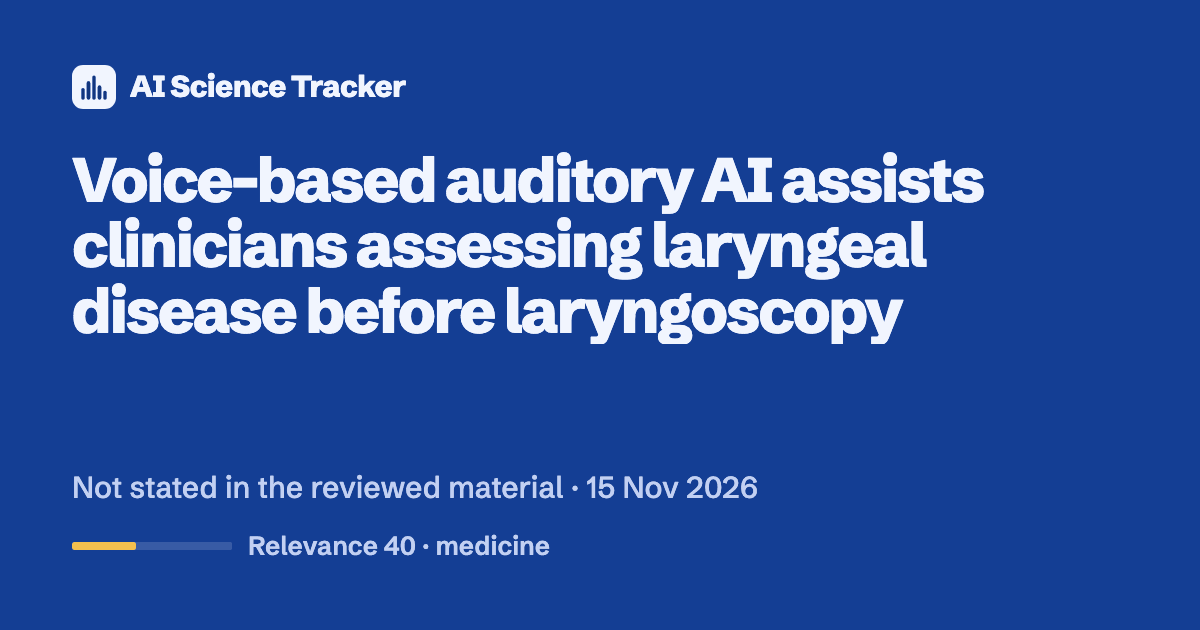 AI Science Tracker
Voice-based auditory AI assists
clinicians assessing laryngeal
disease before laryngoscopy
Not stated in the reviewed material · 15 Nov 2026
Relevance 40 · medicine